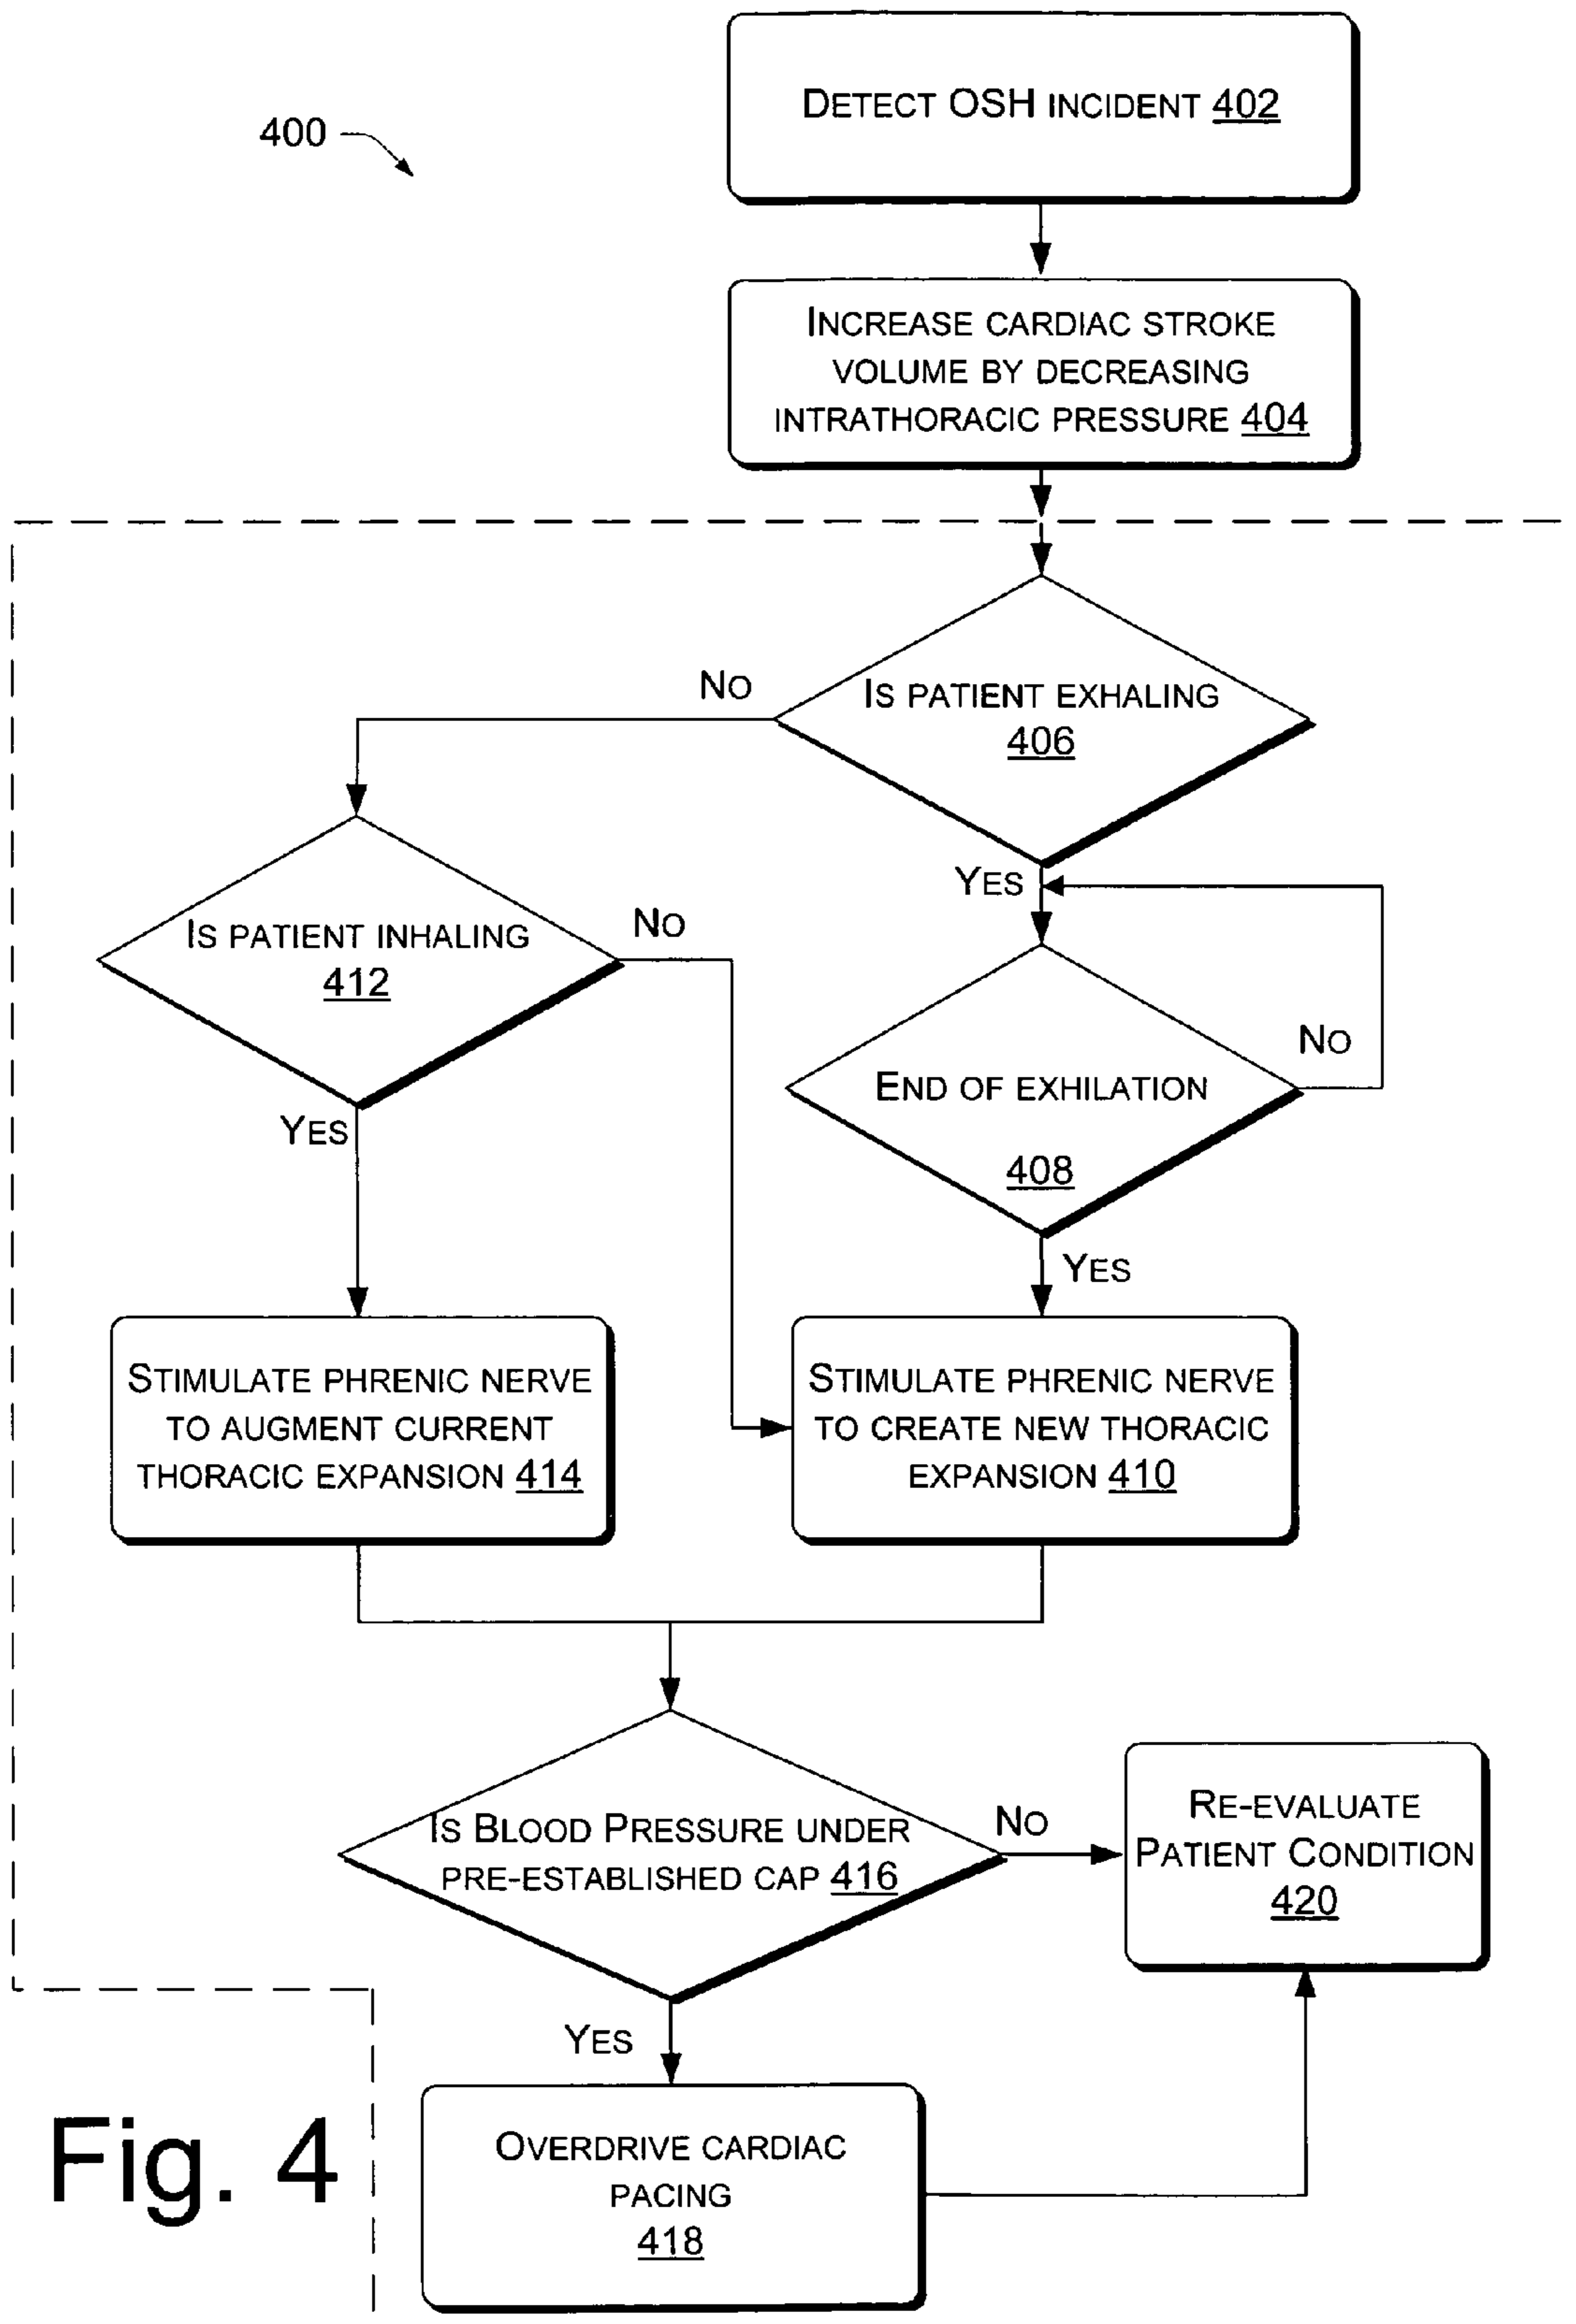 DETECT OSH INCIDENT 402
400
INCREASE CARDIAC STROKE
VOLUME BY DECREASING
INTRATHORACIC PRESSURE 404
NO
IS PATIENT EXHALING
406
YES
IS PATIENT INHALING
412
NO
NO
END OF EXHILATION
408
YES
YES
STIMULATE PHRENIC NERVE
TO AUGMENT CURRENT
THORACIC EXPANSION 414
STIMULATE PHRENIC NERVE
TO CREATE NEW THORACIC
EXPANSION 410
IS BLOOD PRESSURE UNDER
PRE-ESTABLISHED CAP 416
NO
RE-EVALUATE
PATIENT CONDITION
420
YES
OVERDRIVE CARDIAC
PACING
418
Fig. 4